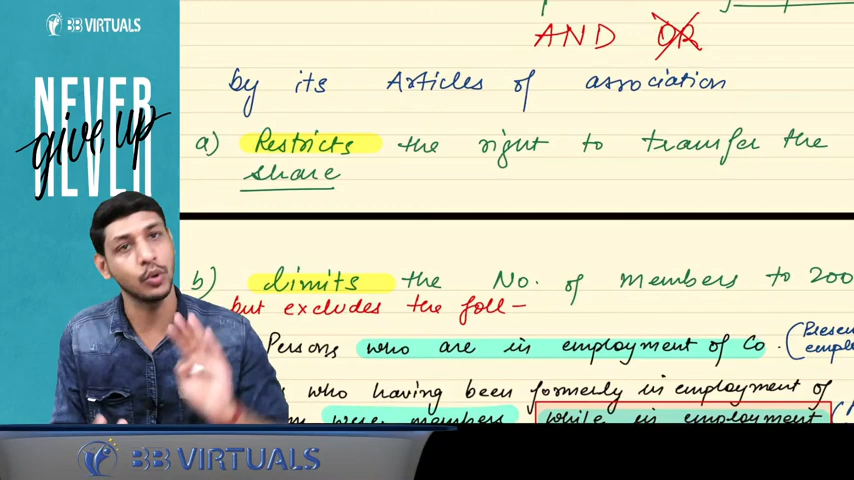 BB VIRTUALS
NEVER
give up
NEVER
AND OR
by its Articles of association
a) Restricts the right to transfer the
share
b) limits the No. of members to 200
but excludes the foll-
Persons who are in employment of Co. (Present
who having been formerly in employment of
were members while in employment
BB VIRTUALS